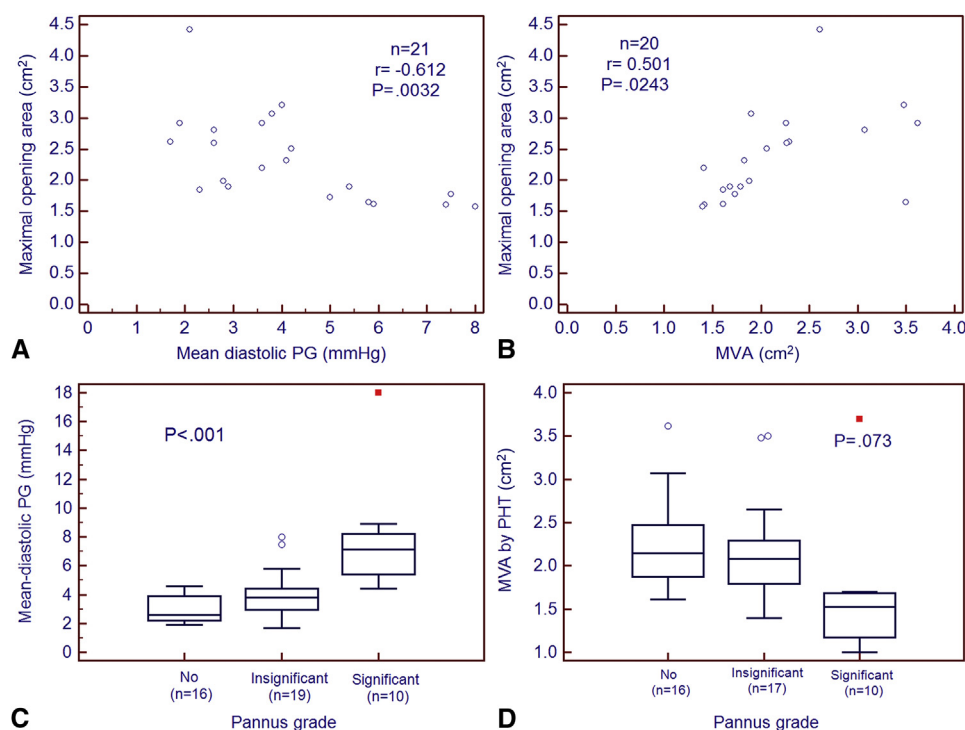 4.5
4.0
3.5
3.0
2.5
2.0
1.5
1.0
0.5
0.0
Maximal opening area (cm²)
n=21
r= -0.612
P=.0032
0 1 2 3 4 5 6 7 8
Mean diastolic PG (mmHg)
A
4.5
4.0
3.5
3.0
2.5
2.0
1.5
1.0
0.5
0.0
Maximal opening area (cm²)
n=20
r= 0.501
P=.0243
0.0 0.5 1.0 1.5 2.0 2.5 3.0 3.5 4.0
MVA (cm²)
B
18
16
14
12
10
8
6
4
2
0
Mean-diastolic PG (mmHg)
P<.001
No Insignificant Significant
(n=16) (n=19) (n=10)
Pannus grade
C
4.0
3.5
3.0
2.5
2.0
1.5
1.0
MVA by PHT (cm²)
P=.073
No Insignificant Significant
(n=16) (n=17) (n=10)
Pannus grade
D